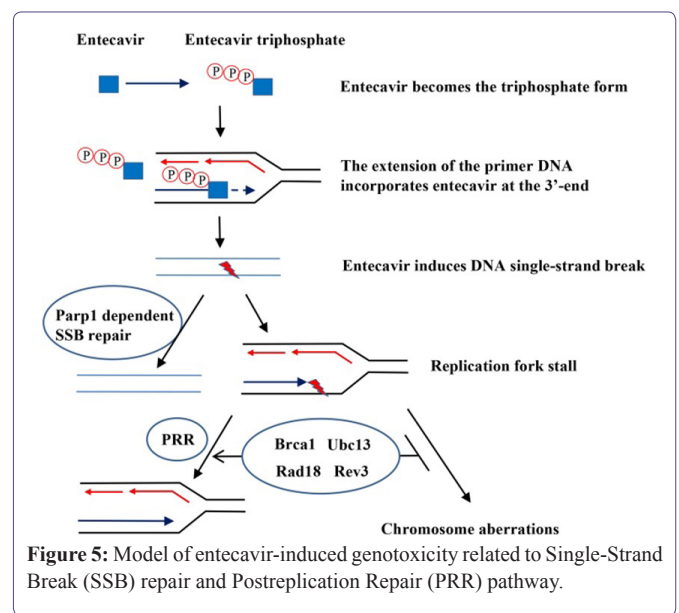 Entecavir
Entecavir triphosphate
P P P
Entecavir becomes the triphosphate form
P P P
P P P
The extension of the primer DNA
incorporates entecavir at the 3’-end
Entecavir induces DNA single-strand break
Parp1 dependent
SSB repair
Replication fork stall
PRR
Brca1 Ubc13
Rad18 Rev3
Chromosome aberrations
Figure 5: Model of entecavir-induced genotoxicity related to Single-Strand
Break (SSB) repair and Postreplication Repair (PRR) pathway.